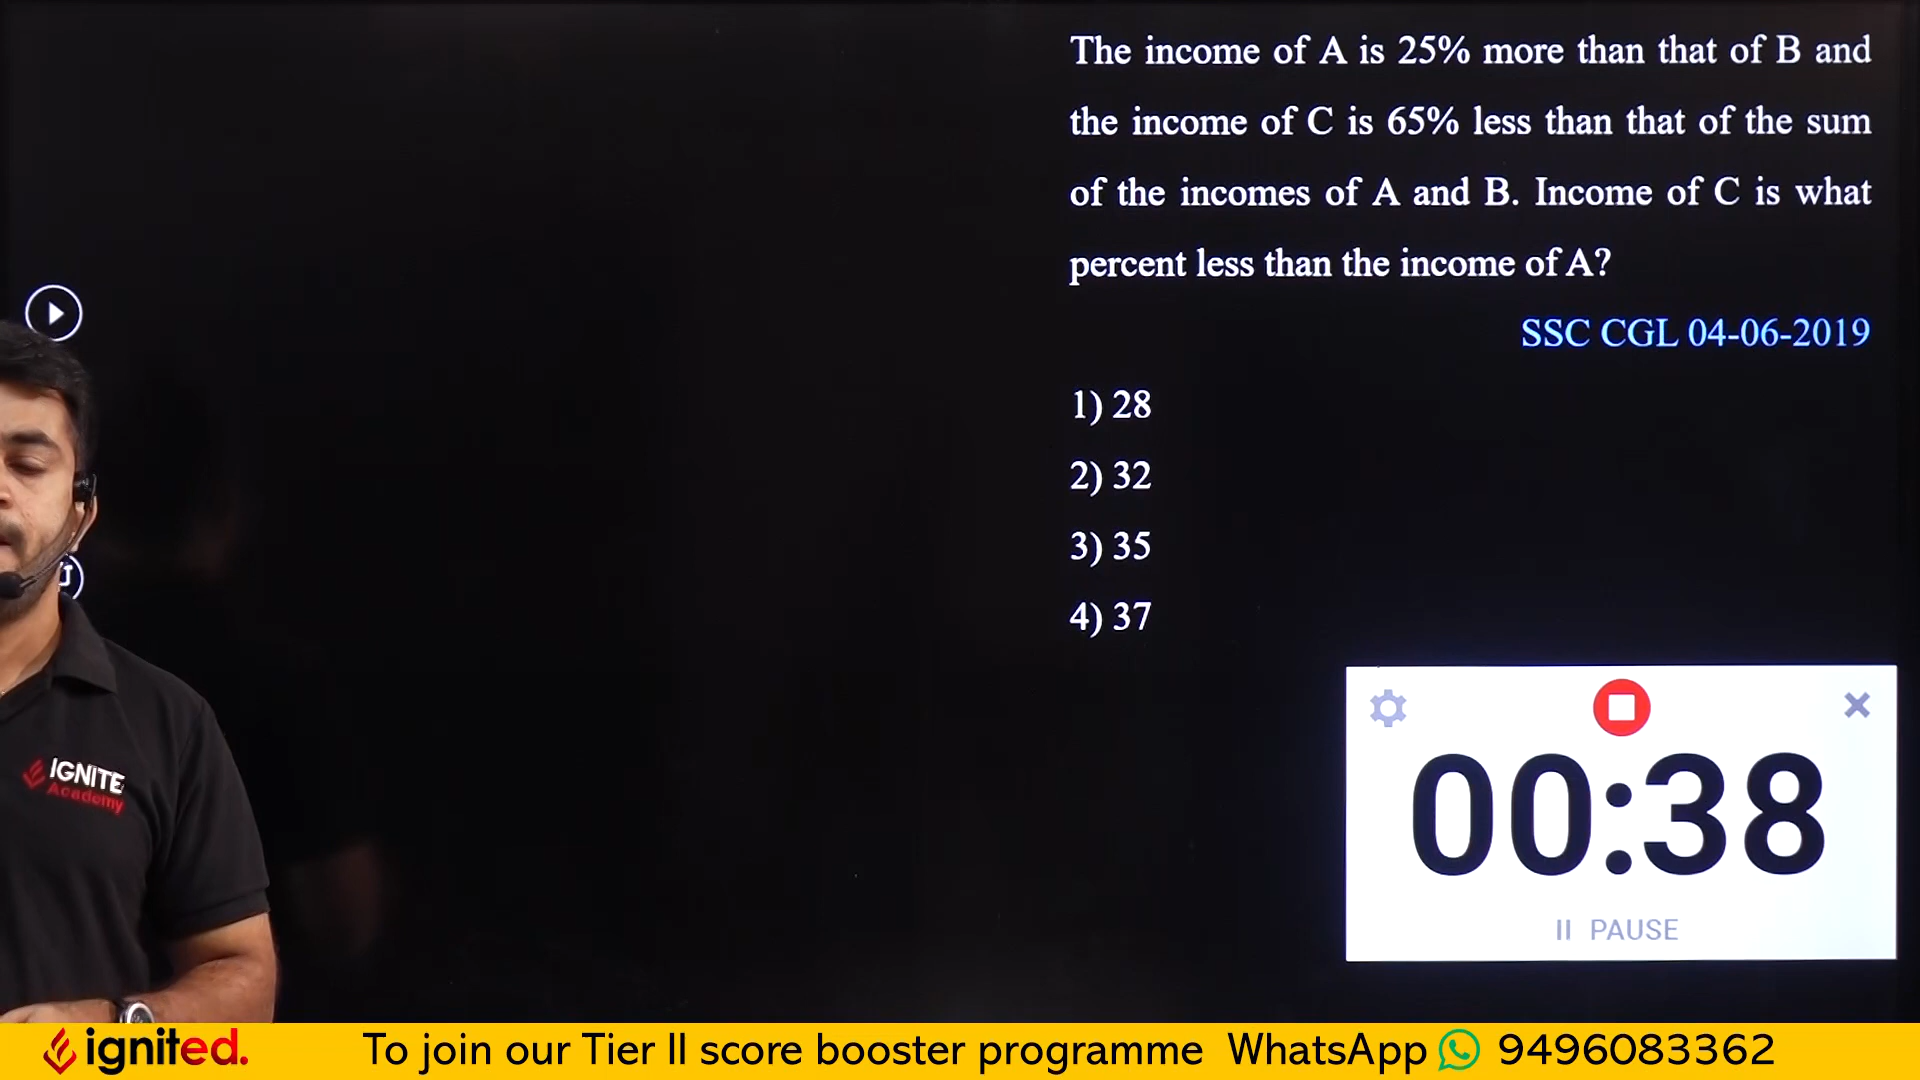 The income of A is 25% more than that of B and
the income of C is 65% less than that of the sum
of the incomes of A and B. Income of C is what
percent less than the income of A?
SSC CGL 04-06-2019
1) 28
2) 32
3) 35
4) 37
IGNITE
Academy
00:38
PAUSE
ignited.
To join our Tier II score booster programme WhatsApp 9496083362